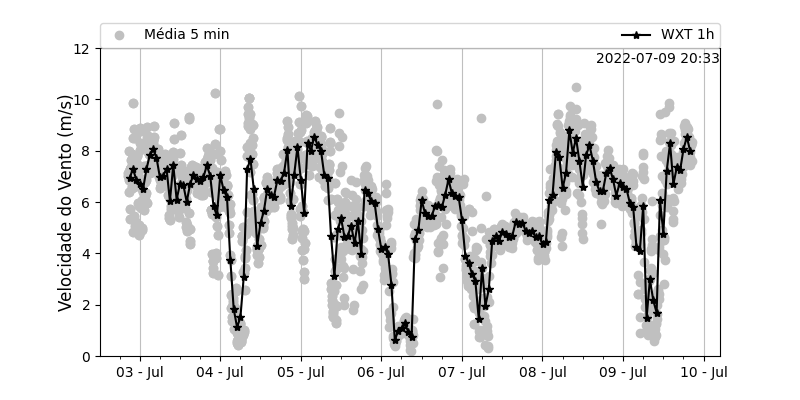 Média 5 min WXT 1h
2022-07-09 20:33
Velocidade do Vento (m/s)
12
10
8
6
4
2
0
03 - Jul 04 - Jul 05 - Jul 06 - Jul 07 - Jul 08 - Jul 09 - Jul 10 - Jul